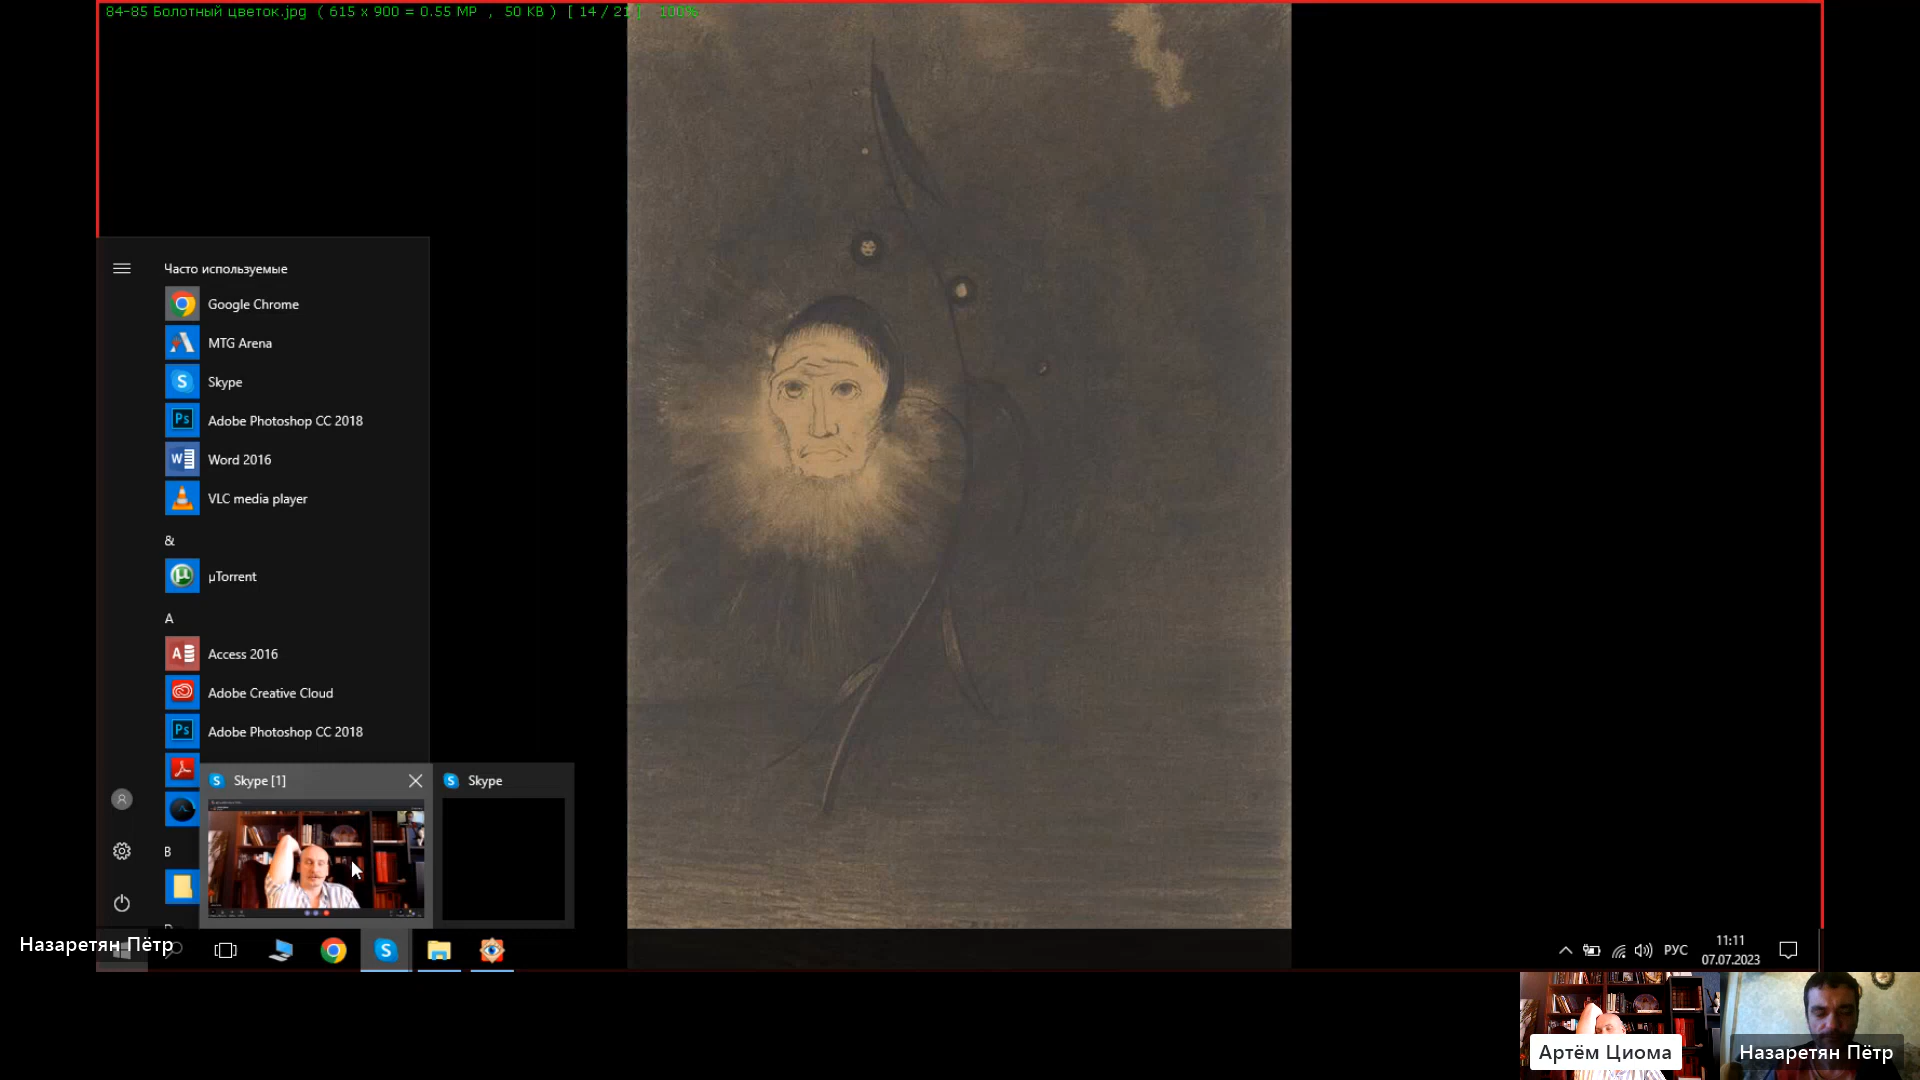 84-85 Болотный цветок.jpg ( 615 x 900 = 0.55 MP , 50 KB ) [ 14 / 21 ] 100%
Часто используемые
Google Chrome
MTG Arena
Skype
Adobe Photoshop CC 2018
Word 2016
VLC media player
&
µTorrent
A
Access 2016
Adobe Creative Cloud
Adobe Photoshop CC 2018
Skype [1]
Skype
B
Назаретян Пётр
РУС
11:11
07.07.2023
Артём Циома
Назаретян Пётр